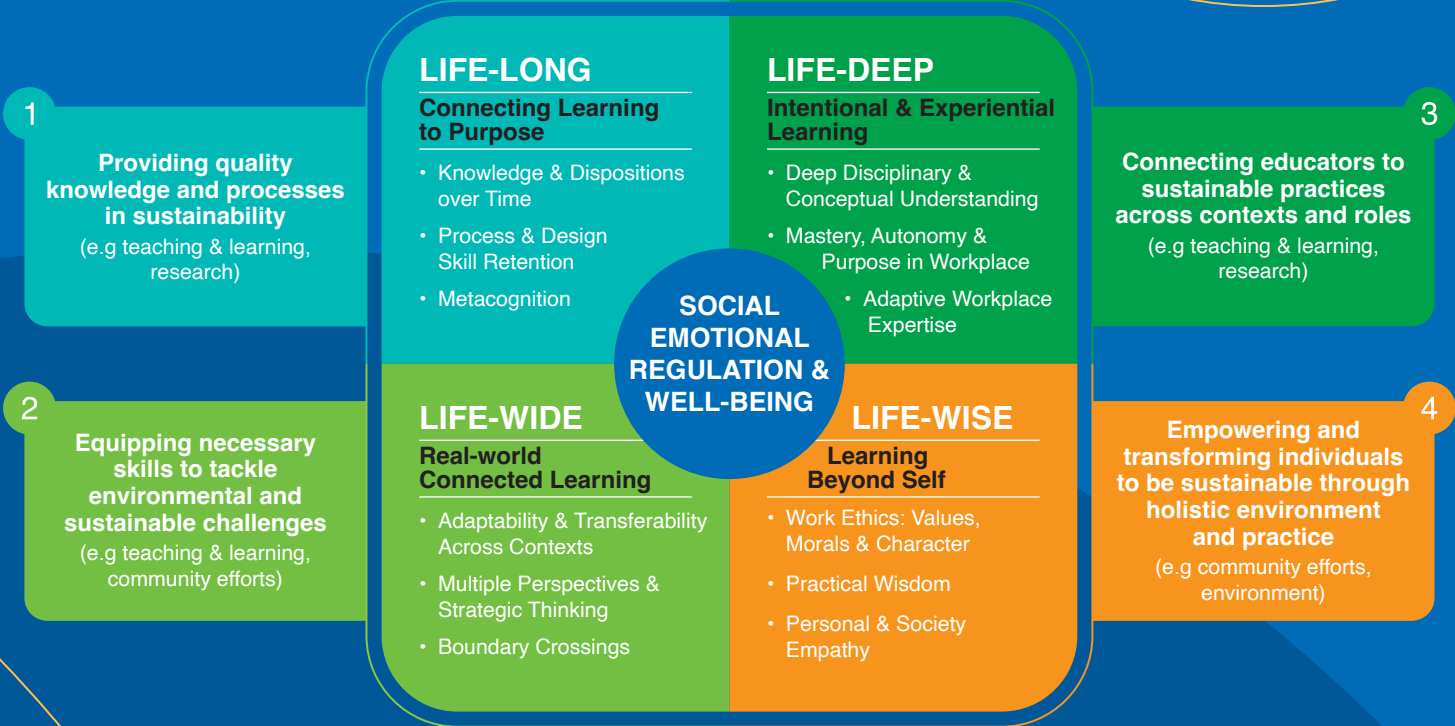 1
Providing quality
knowledge and processes
in sustainability
(e.g teaching & learning,
research)
2
Equipping necessary
skills to tackle
environmental and
sustainable challenges
(e.g teaching & learning,
community efforts)
LIFE-LONG
Connecting Learning
to Purpose
• Knowledge & Dispositions
over Time
• Process & Design
Skill Retention
• Metacognition
LIFE-DEEP
Intentional & Experiential
Learning
• Deep Disciplinary &
Conceptual Understanding
• Mastery, Autonomy &
Purpose in Workplace
• Adaptive Workplace
Expertise
SOCIAL
EMOTIONAL
REGULATION &
WELL-BEING
LIFE-WIDE
Real-world
Connected Learning
• Adaptability & Transferability
Across Contexts
• Multiple Perspectives &
Strategic Thinking
• Boundary Crossings
LIFE-WISE
Learning
Beyond Self
• Work Ethics: Values,
Morals & Character
• Practical Wisdom
• Personal & Society
Empathy
3
Connecting educators to
sustainable practices
across contexts and roles
(e.g teaching & learning,
research)
4
Empowering and
transforming individuals
to be sustainable through
holistic environment
and practice
(e.g community efforts,
environment)